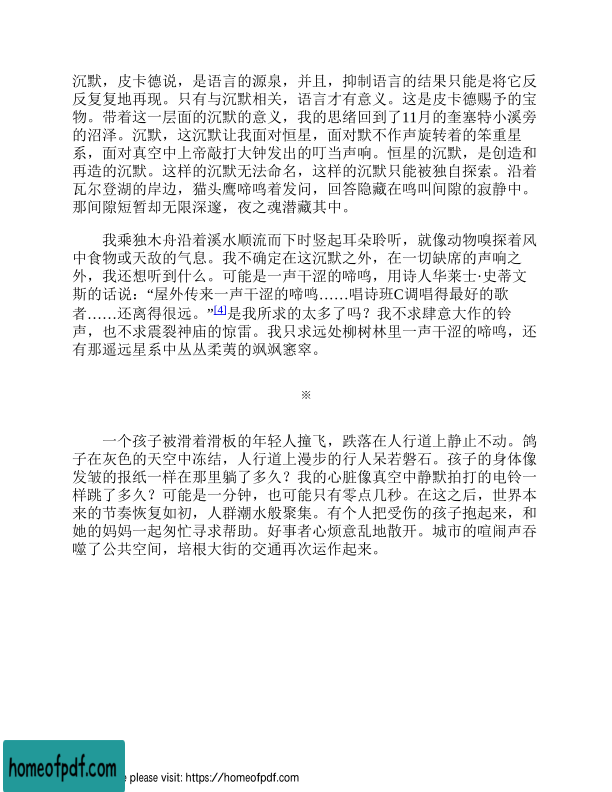 沉默，皮卡德说，是语言的源泉，并且，抑制语言的结果只能是将它反
反复复地再现。只有与沉默相关，语言才有意义。这是皮卡德赐予的宝
物。带着这一层面的沉默的意义，我的思绪回到了11月的奎塞特小溪旁
的沼泽。沉默，这沉默让我面对恒星，面对默不作声旋转着的笨重星
系，面对真空中上帝敲打大钟发出的叮当声响。恒星的沉默，是创造和
再造的沉默。这样的沉默无法命名，这样的沉默只能被独自探索。沿着
瓦尔登湖的岸边，猫头鹰啼鸣着发问，回答隐藏在鸣叫间隙的寂静中。
那间隙短暂却无限深邃，夜之魂潜藏其中。
我乘独木舟沿着溪水顺流而下时竖起耳朵聆听，就像动物嗅探着风
中食物或天敌的气息。我不确定在这沉默之外，在一切缺席的声响之
外，我还想听到什么。可能是一声干涩的啼鸣，用诗人华莱士·史蒂文
斯的话说：“屋外传来一声干涩的啼鸣……唱诗班C调唱得最好的歌
者……还离得很远。”[4]是我所求的太多了吗？我不求肆意大作的铃
声，也不求震裂神庙的惊雷。我只求远处柳树林里一声干涩的啼鸣，还
有那遥远星系中丛丛柔荑的飒飒窸窣。
※
一个孩子被滑着滑板的年轻人撞飞，跌落在人行道上静止不动。鸽
子在灰色的天空中冻结，人行道上漫步的行人呆若磐石。孩子的身体像
发皱的报纸一样在那里躺了多久？我的心脏像真空中静默拍打的电铃一
样跳了多久？可能是一分钟，也可能只有零点几秒。在这之后，世界本
来的节奏恢复如初，人群潮水般聚集。有个人把受伤的孩子抱起来，和
她的妈妈一起匆忙寻求帮助。好事者心烦意乱地散开。城市的喧闹声吞
噬了公共空间，培根大街的交通再次运作起来。
homeofpdf.com
please visit: https://homeofpdf.com